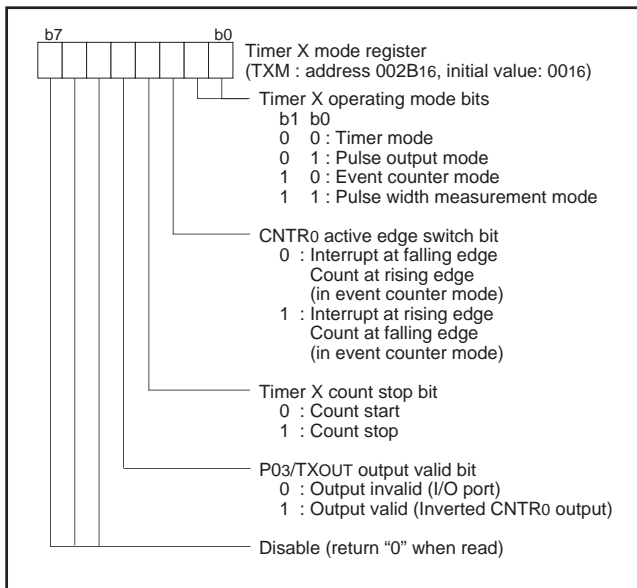 b7 b0
Timer X mode register
(TXM : address 002B16, initial value: 0016)
Timer X operating mode bits
b1 b0
0 0 : Timer mode
0 1 : Pulse output mode
1 0 : Event counter mode
1 1 : Pulse width measurement mode
CNTR0 active edge switch bit
0 : Interrupt at falling edge
Count at rising edge
(in event counter mode)
1 : Interrupt at rising edge
Count at falling edge
(in event counter mode)
Timer X count stop bit
0 : Count start
1 : Count stop
P03/TXOUT output valid bit
0 : Output invalid (I/O port)
1 : Output valid (Inverted CNTR0 output)
Disable (return “0” when read)